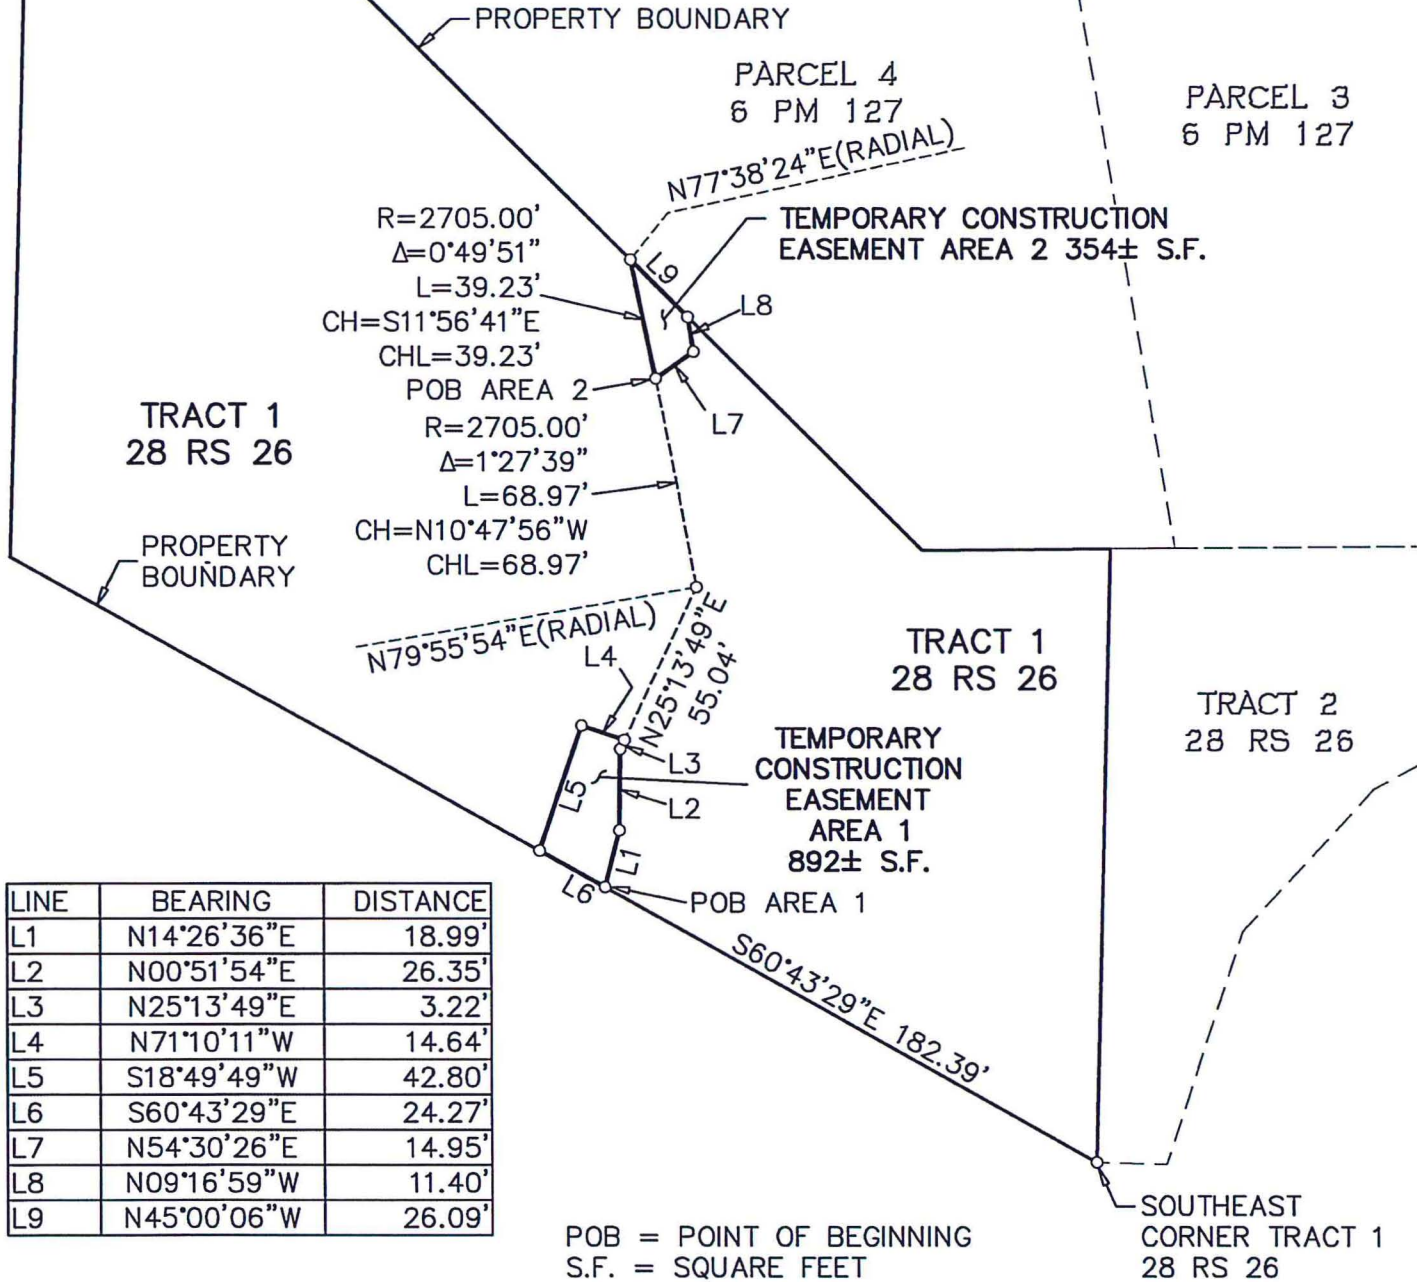 PROPERTY BOUNDARY
PARCEL 4
6 PM 127
PARCEL 3
6 PM 127
N77°38'24"E(RADIAL)
R=2705.00'
Δ=0°49'51"
L=39.23'
CH=S11°56'41"E
CHL=39.23'
POB AREA 2
TEMPORARY CONSTRUCTION
EASEMENT AREA 2 354± S.F.
L9
L8
L7
TRACT 1
28 RS 26
R=2705.00'
Δ=1°27'39"
L=68.97'
CH=N10°47'56"W
CHL=68.97'
PROPERTY
BOUNDARY
N79°55'54"E(RADIAL)
N25°13'49"E
55.04'
L4
TRACT 1
28 RS 26
TRACT 2
28 RS 26
TEMPORARY
CONSTRUCTION
EASEMENT
AREA 1
892± S.F.
L3
L5
L2
L1
L6
POB AREA 1
S60°43'29"E 182.39'
LINE BEARING DISTANCE
L1 N14°26'36"E 18.99'
L2 N00°51'54"E 26.35'
L3 N25°13'49"E 3.22'
L4 N71°10'11"W 14.64'
L5 S18°49'49"W 42.80'
L6 S60°43'29"E 24.27'
L7 N54°30'26"E 14.95'
L8 N09°16'59"W 11.40'
L9 N45°00'06"W 26.09'
POB = POINT OF BEGINNING
S.F. = SQUARE FEET
SOUTHEAST
CORNER TRACT 1
28 RS 26